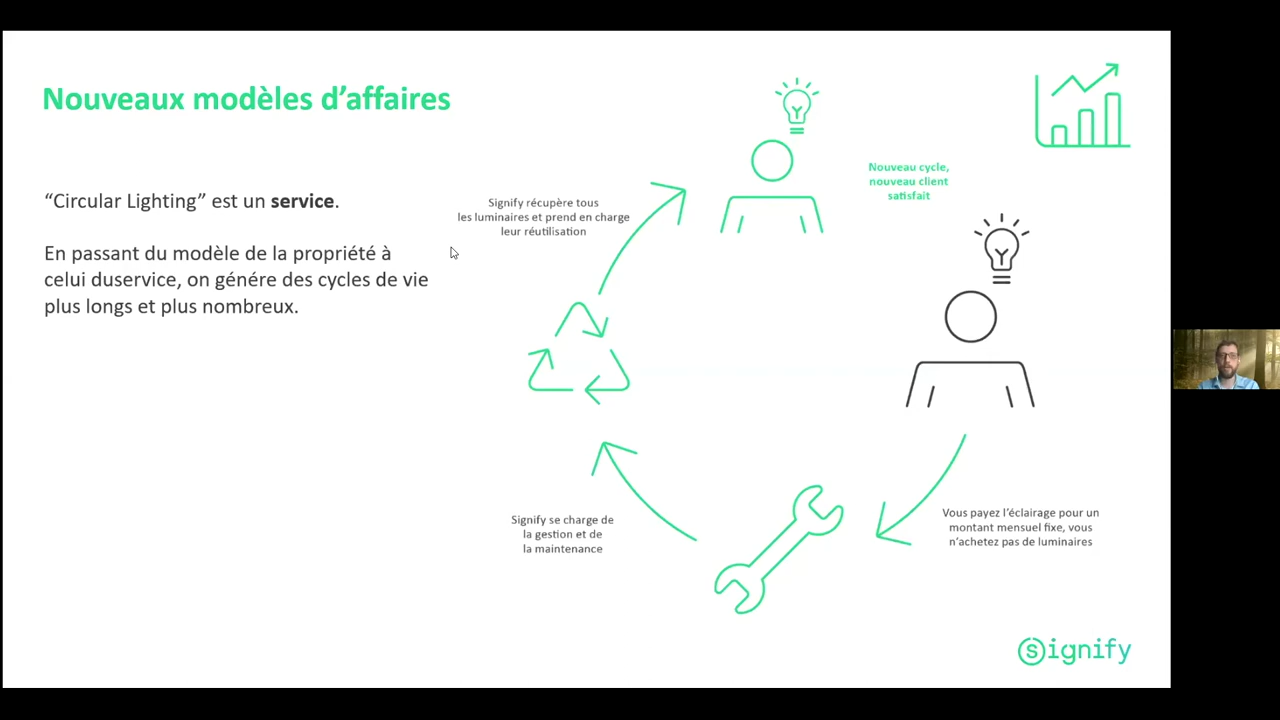 Nouveaux modèles d’affaires
“Circular Lighting” est un service.
En passant du modèle de la propriété à
celui duservice, on génére des cycles de vie
plus longs et plus nombreux.
Signify récupère tous
les luminaires et prend en charge
leur réutilisation
Nouveau cycle,
nouveau client
satisfait
Signify se charge de
la gestion et de
la maintenance
Vous payez l’éclairage pour un
montant mensuel fixe, vous
n’achetez pas de luminaires
Signify